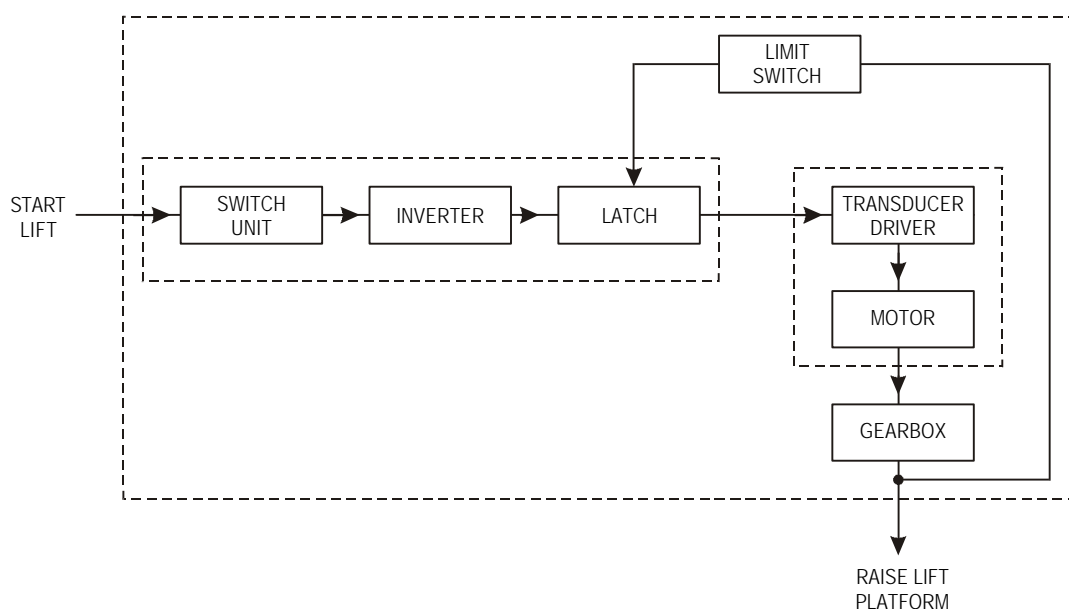 LIMIT
SWITCH
START
LIFT
SWITCH
UNIT
INVERTER
LATCH
TRANSDUCER
DRIVER
MOTOR
GEARBOX
RAISE LIFT
PLATFORM